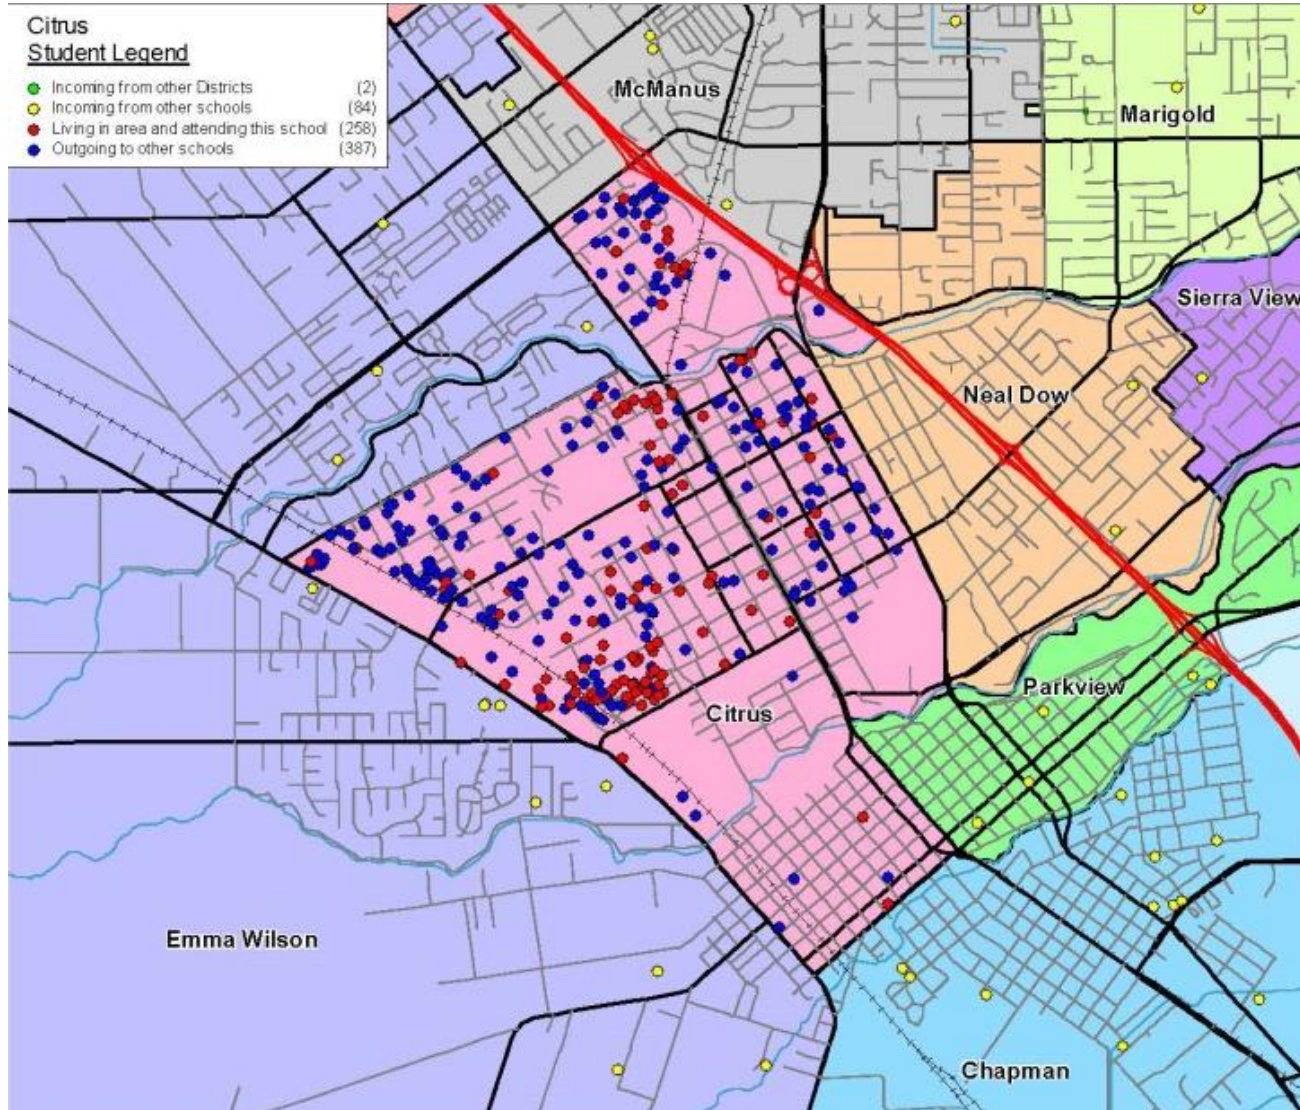 Citrus
Student Legend
Incoming from other Districts (2)
Incoming from other schools (84)
Living in area and attending this school (258)
Outgoing to other schools (387)
McManus
Marigold
Sierra View
Neal Dow
Parkview
Citrus
Emma Wilson
Chapman